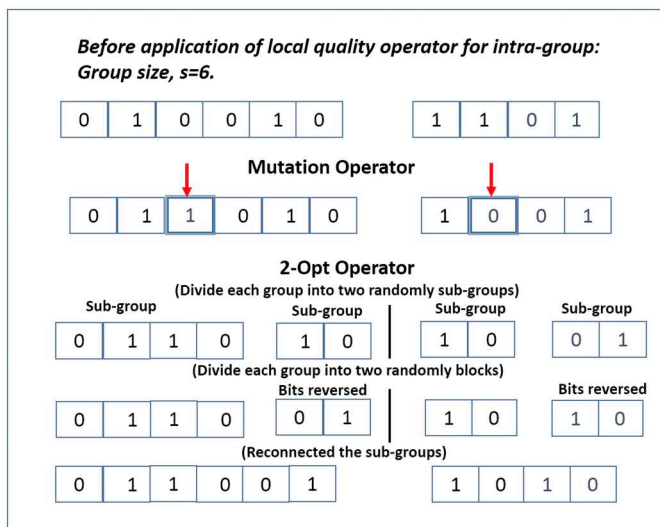 Before application of local quality operator for intra-group:
Group size, s=6.
0 1 0 0 1 0 1 1 0 1
Mutation Operator
0 1 1 0 1 0 1 0 0 1
2-Opt Operator
(Divide each group into two randomly sub-groups)
Sub-group Sub-group Sub-group Sub-group
0 1 1 0 1 0 1 0 0 1
(Divide each group into two randomly blocks)
Bits reversed Bits reversed
0 1 1 0 0 1 1 0 1 0
(Reconnected the sub-groups)
0 1 1 0 0 1 1 0 1 0